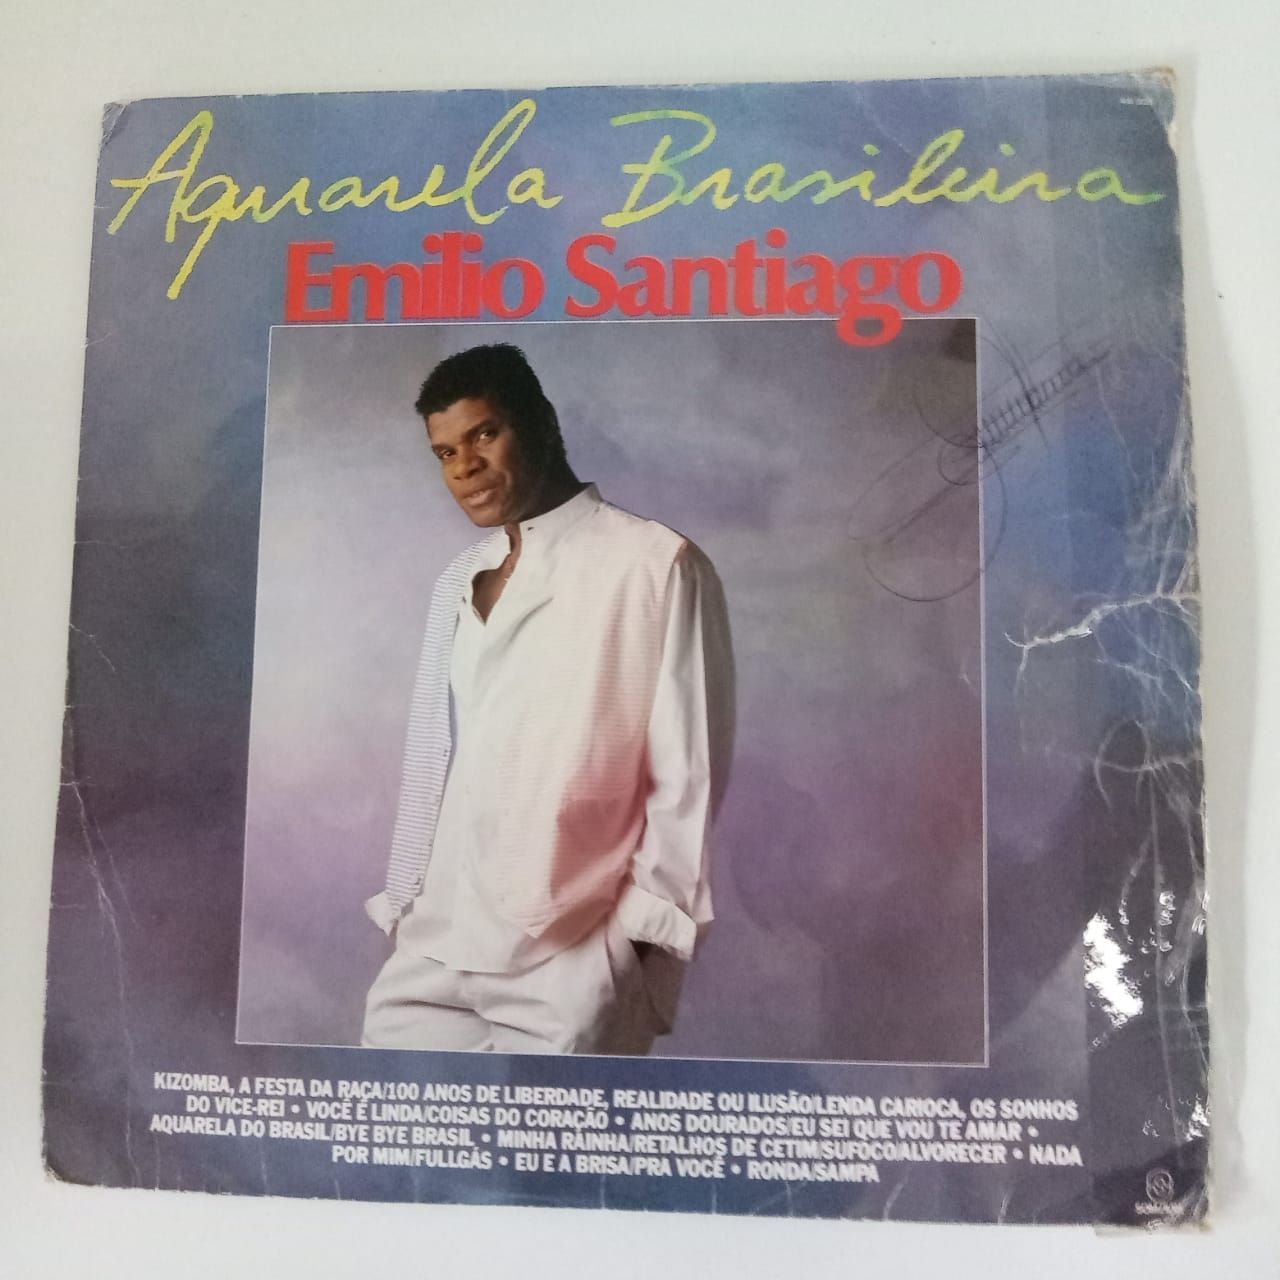 Aquarela Brasileira
Emílio Santiago
KIZOMBA, A FESTA DA RAÇA/100 ANOS DE LIBERDADE, REALIDADE OU ILUSÃO/LENDA CARIOCA, OS SONHOS
DO VICE-REI • VOCÊ É LINDA/COISAS DO CORAÇÃO • ANOS DOURADOS/EU SEI QUE VOU TE AMAR •
AQUARELA DO BRASIL/BYE BYE BRASIL • MINHA RAINHA/RETALHOS DE CETIM/SUFOCO/ALVORECER • NADA
POR MIM/FULLGÁS • EU E A BRISA/PRA VOCÊ • RONDA/SAMPA